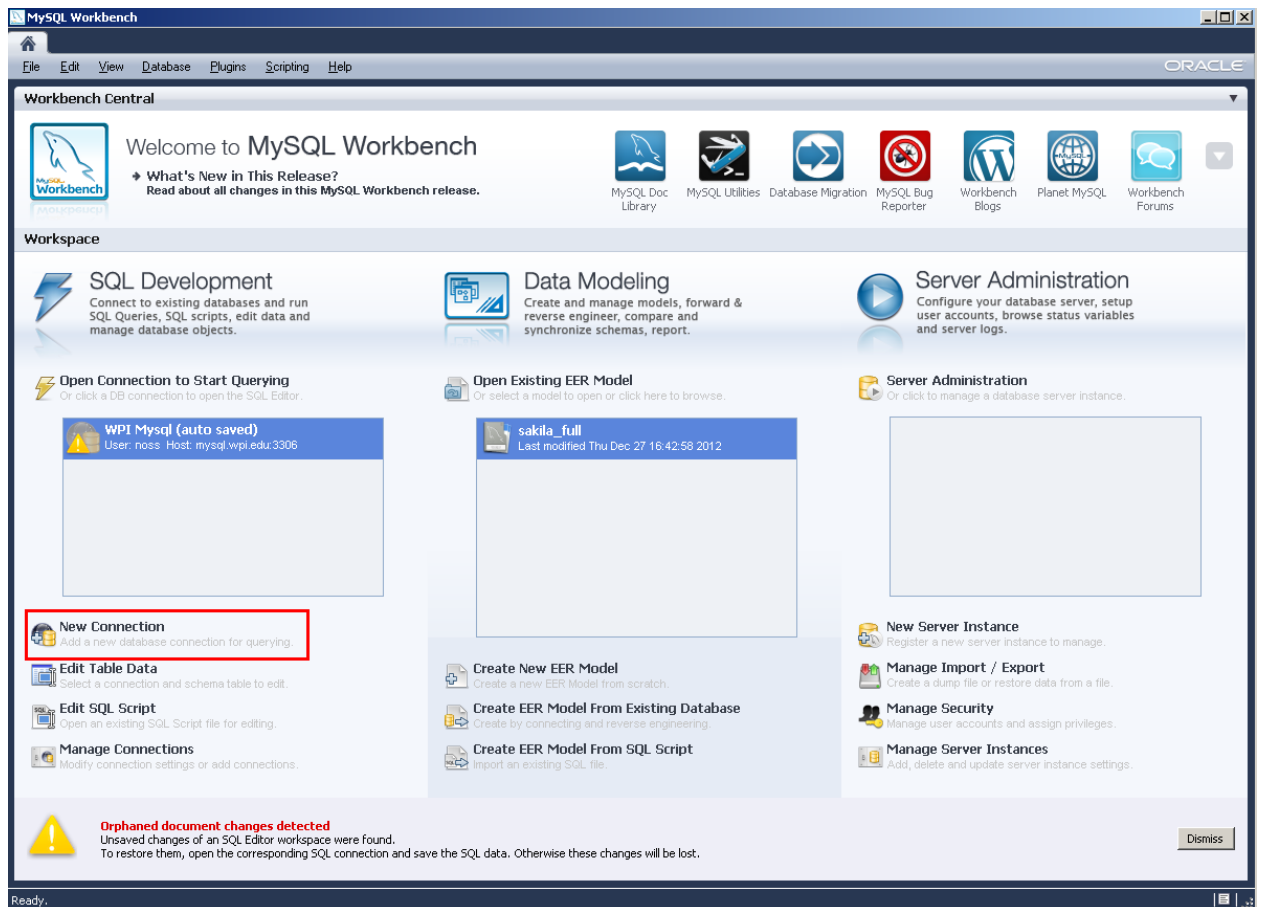 MySQL Workbench
File Edit View Database Plugins Scripting Help
ORACLE
Workbench Central
MySQL
Workbench
Welcome to MySQL Workbench
What's New in This Release?
Read about all changes in this MySQL Workbench release.
MySQL Doc
Library
MySQL Utilities
Database Migration
MySQL Bug
Reporter
Workbench
Blogs
MySQL
Planet MySQL
Workbench
Forums
Workspace
SQL Development
Connect to existing databases and run
SQL Queries, SQL scripts, edit data and
manage database objects.
Open Connection to Start Querying
Or click a DB connection to open the SQL Editor.
WPI Mysql (auto saved)
User: noss Host: mysql.wpi.edu:3306
New Connection
Add a new database connection for querying.
Edit Table Data
Select a connection and schema table to edit.
SQL
Edit SQL Script
Open an existing SQL Script file for editing.
Manage Connections
Modify connection settings or add connections.
Data Modeling
Create and manage models, forward &
reverse engineer, compare and
synchronize schemas, report.
Open Existing EER Model
Or select a model to open or click here to browse.
sakila_full
Last modified Thu Dec 27 16:42:58 2012
Create New EER Model
Create a new EER Model from scratch.
Create EER Model From Existing Database
Create by connecting and reverse engineering.
Create EER Model From SQL Script
Import an existing SQL file.
Server Administration
Configure your database server, setup
user accounts, browse status variables
and server logs.
Server Administration
Or click to manage a database server instance.
New Server Instance
Register a new server instance to manage.
Manage Import / Export
Create a dump file or restore data from a file.
Manage Security
Manage user accounts and assign privileges.
Manage Server Instances
Add, delete and update server instance settings.
Orphaned document changes detected
Unsaved changes of an SQL Editor workspace were found.
To restore them, open the corresponding SQL connection and save the SQL data. Otherwise these changes will be lost.
Dismiss
Ready.